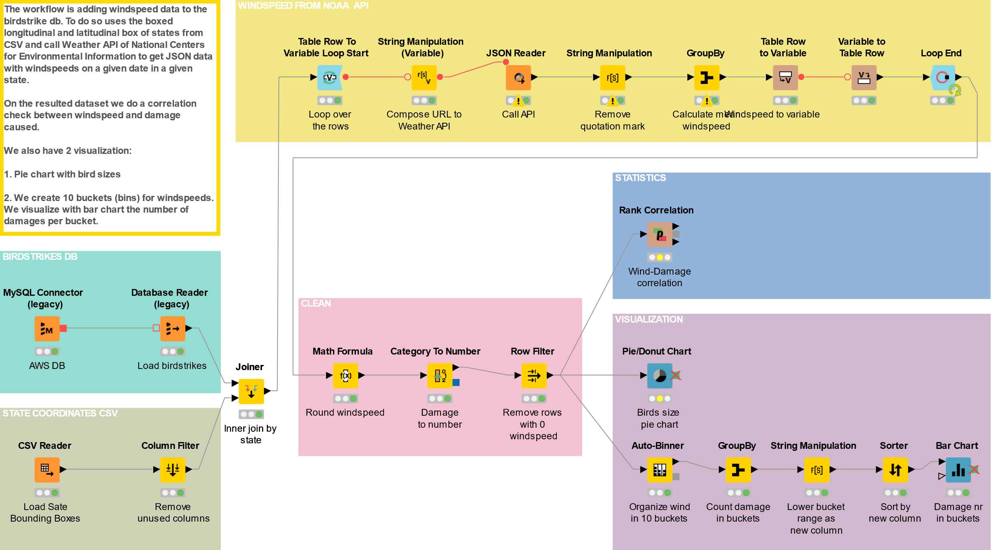 The workflow is adding windspeed data to the
birdstrike db. To do so uses the boxed
longitudinal and latitudinal box of states from
CSV and call Weather API of National Centers
for Environmental Information to get JSON data
with windspeeds on a given date in a given
state.
On the resulted dataset we do a correlation
check between windspeed and damage
caused.
We also have 2 visualization:
1. Pie chart with bird sizes
2. We create 10 buckets (bins) for windspeeds.
We visualize with bar chart the number of
damages per bucket.
WINDSPEED FROM NOAA API
Table Row To
Variable Loop Start
Loop over
the rows
String Manipulation
(Variable)
F[S]
V
Compose URL to
Weather API
JSON Reader
Call API
String Manipulation
F[S]
Remove
quotation mark
GroupBy
Calculate mean
windspeed
Table Row
to Variable
V
Windspeed to variable
Variable to
Table Row
V
Loop End
STATISTICS
Rank Correlation
ρ
Wind-Damage
correlation
BIRDSTRIKES DB
MySQL Connector
(legacy)
M
AWS DB
Database Reader
(legacy)
Load birdstrikes
STATE COORDINATES CSV
CSV Reader
Load Sate
Bounding Boxes
Column Filter
Remove
unused columns
Joiner
Inner join by
state
CLEAN
Math Formula
f(x)
Round windspeed
Category To Number
0
1
2
Damage
to number
Row Filter
Remove rows
with 0
windspeed
VISUALIZATION
Pie/Donut Chart
Birds size
pie chart
Auto-Binner
Organize wind
in 10 buckets
GroupBy
Count damage
in buckets
String Manipulation
F[S]
Lower bucket
range as
new column
Sorter
Sort by
new column
Bar Chart
Damage nr
in buckets